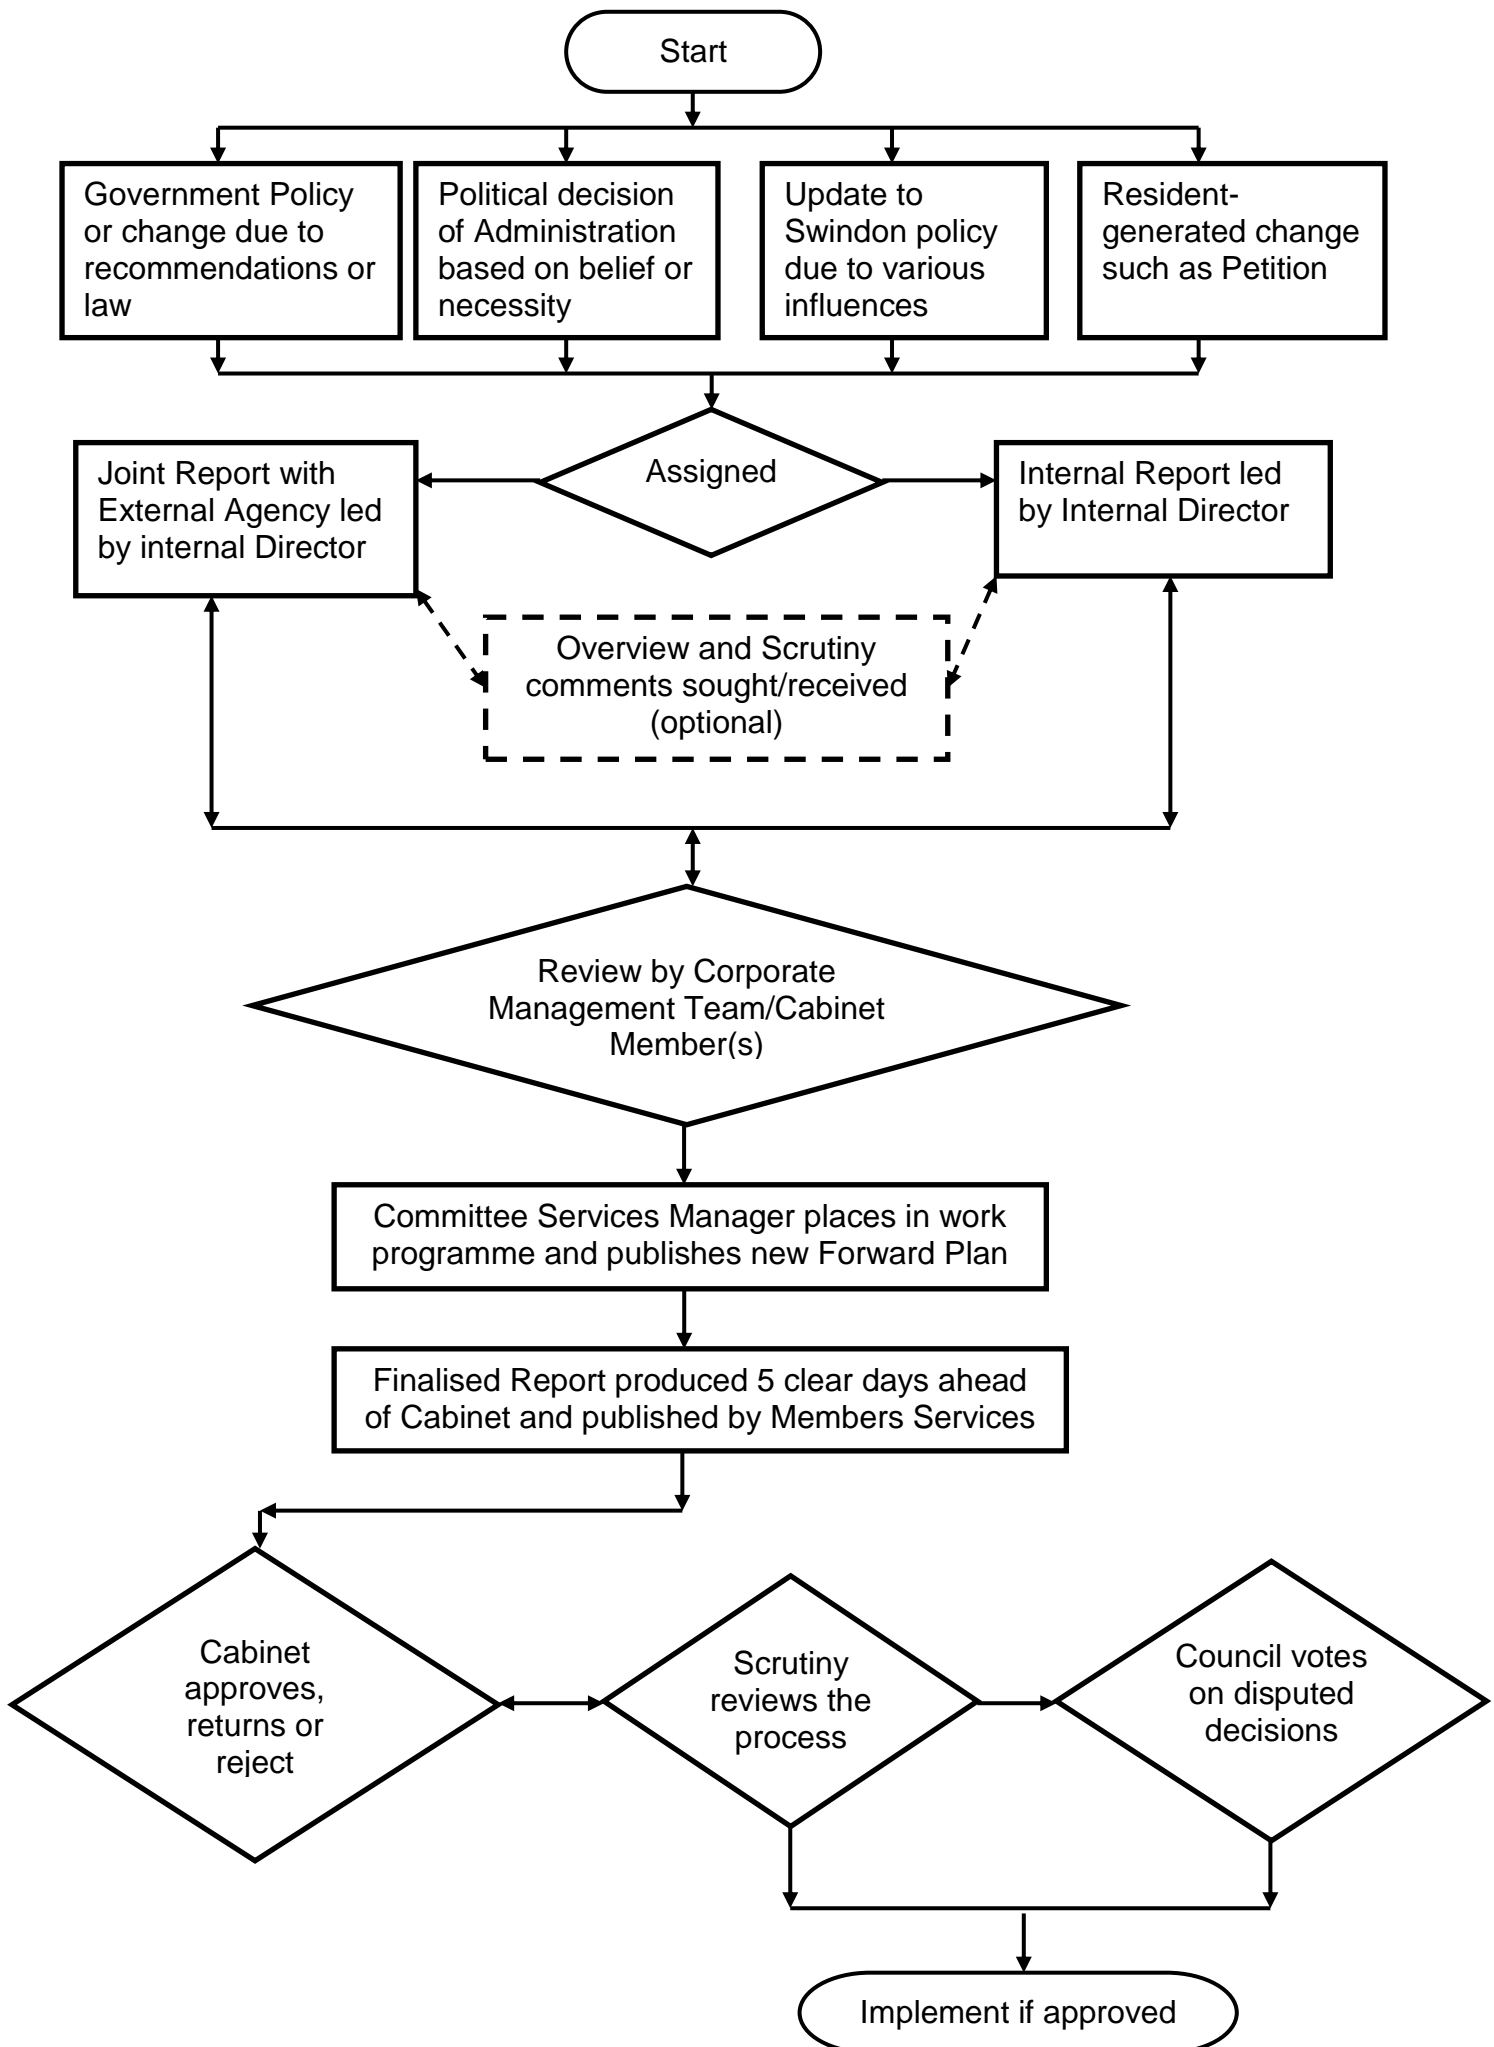 Start
Government Policy
or change due to
recommendations or
law
Political decision
of Administration
based on belief or
necessity
Update to
Swindon policy
due to various
influences
Resident-
generated change
such as Petition
Assigned
Joint Report with
External Agency led
by internal Director
Internal Report led
by Internal Director
Overview and Scrutiny
comments sought/received
(optional)
Review by Corporate
Management Team/Cabinet
Member(s)
Committee Services Manager places in work
programme and publishes new Forward Plan
Finalised Report produced 5 clear days ahead
of Cabinet and published by Members Services
Cabinet
approves,
returns or
reject
Scrutiny
reviews the
process
Council votes
on disputed
decisions
Implement if approved